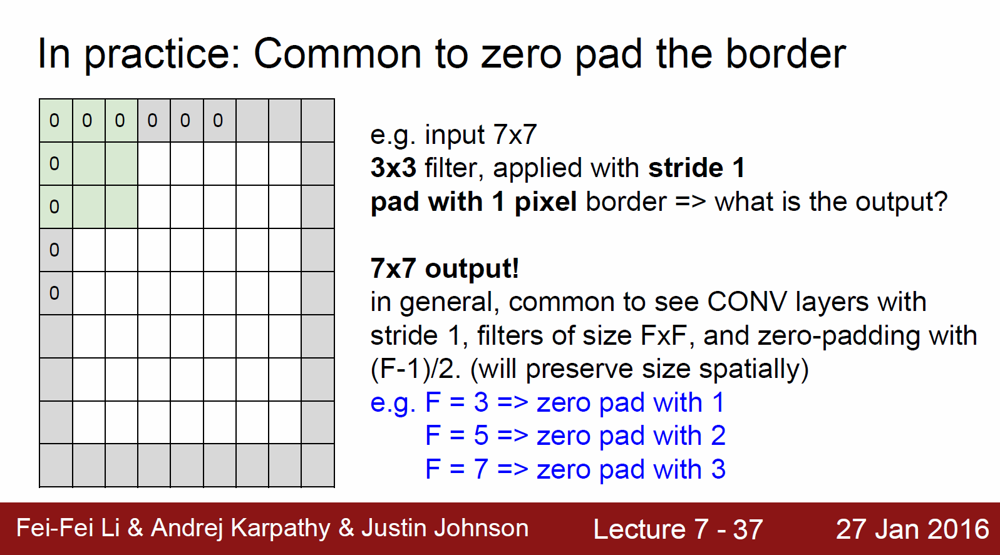 In practice: Common to zero pad the border
0 0 0 0 0 0
0
0
0
0
e.g. input 7x7
3x3 filter, applied with stride 1
pad with 1 pixel border => what is the output?
7x7 output!
in general, common to see CONV layers with
stride 1, filters of size FxF, and zero-padding with
(F-1)/2. (will preserve size spatially)
e.g. F = 3 => zero pad with 1
F = 5 => zero pad with 2
F = 7 => zero pad with 3
Fei-Fei Li & Andrej Karpathy & Justin Johnson Lecture 7 - 37 27 Jan 2016